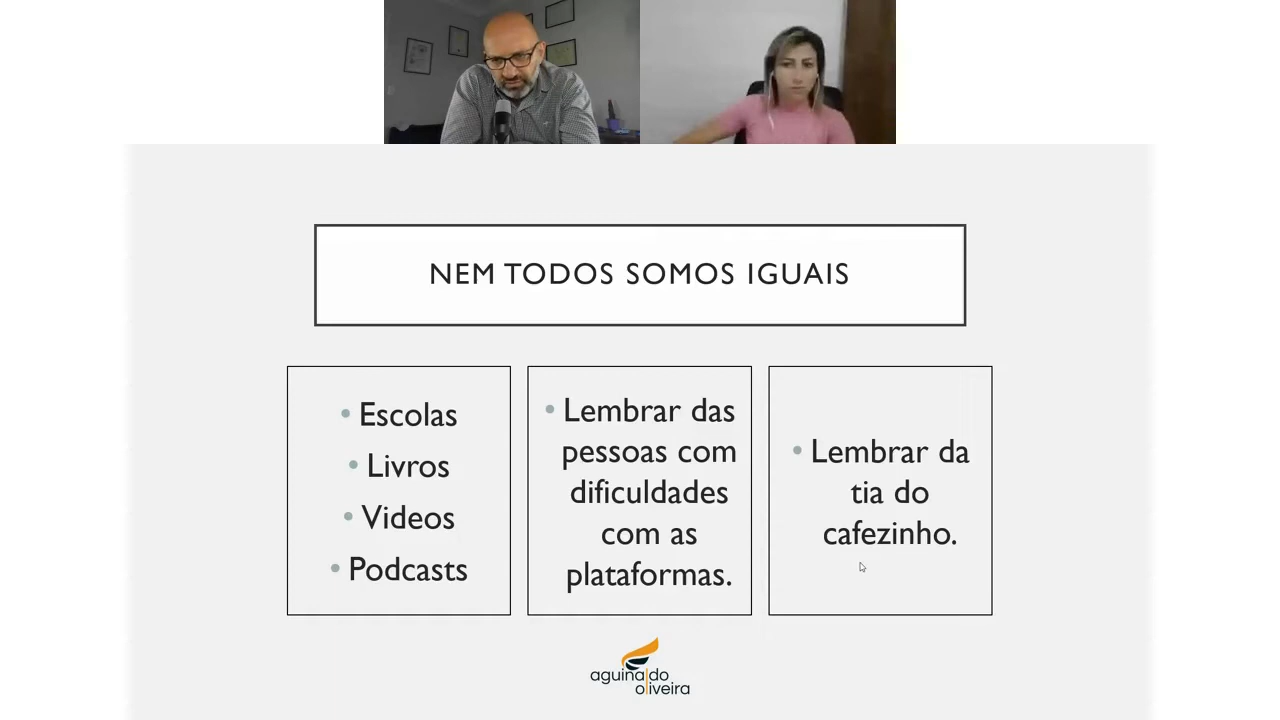 NEM TODOS SOMOS IGUAIS
• Escolas
• Livros
• Videos
• Podcasts
• Lembrar das
pessoas com
dificuldades
com as
plataformas.
• Lembrar da
tia do
cafezinho.
aguinaldo
oliveira